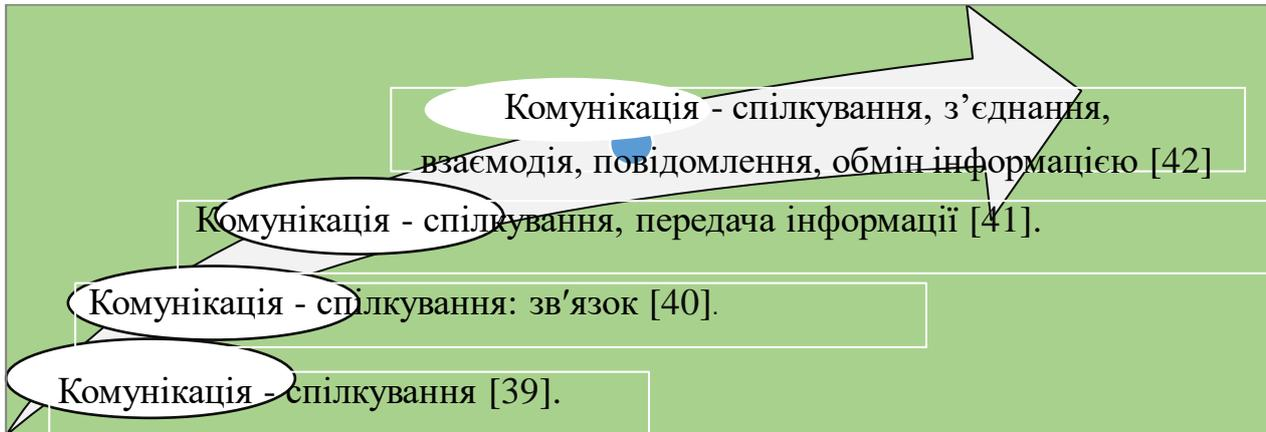 Комунікація - спілкування, з’єднання,
взаємодія, повідомлення, обмін інформацією [42]
Комунікація - спілкування, передача інформації [41].
Комунікація - спілкування: зв′язок [40].
Комунікація - спілкування [39].